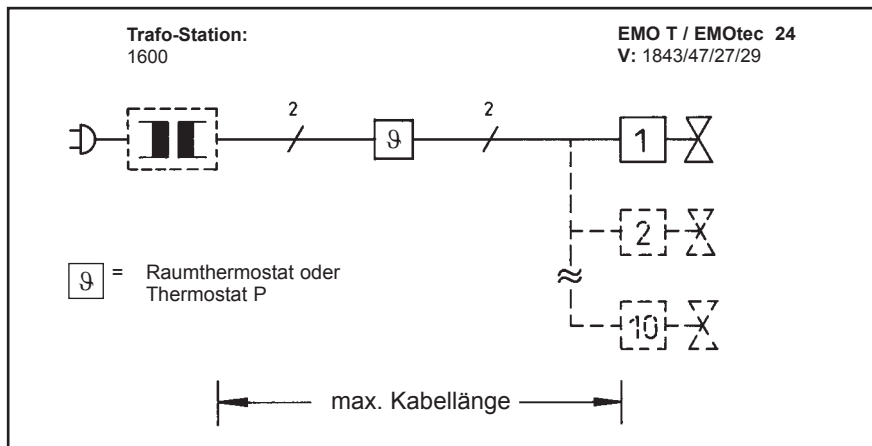 Trafo-Station:
1600
EMO T / EMOtec 24
V: 1843/47/27/29
2
2
ϑ
1
2
10
ϑ = Raumthermostat oder
Thermostat P
max. Kabellänge